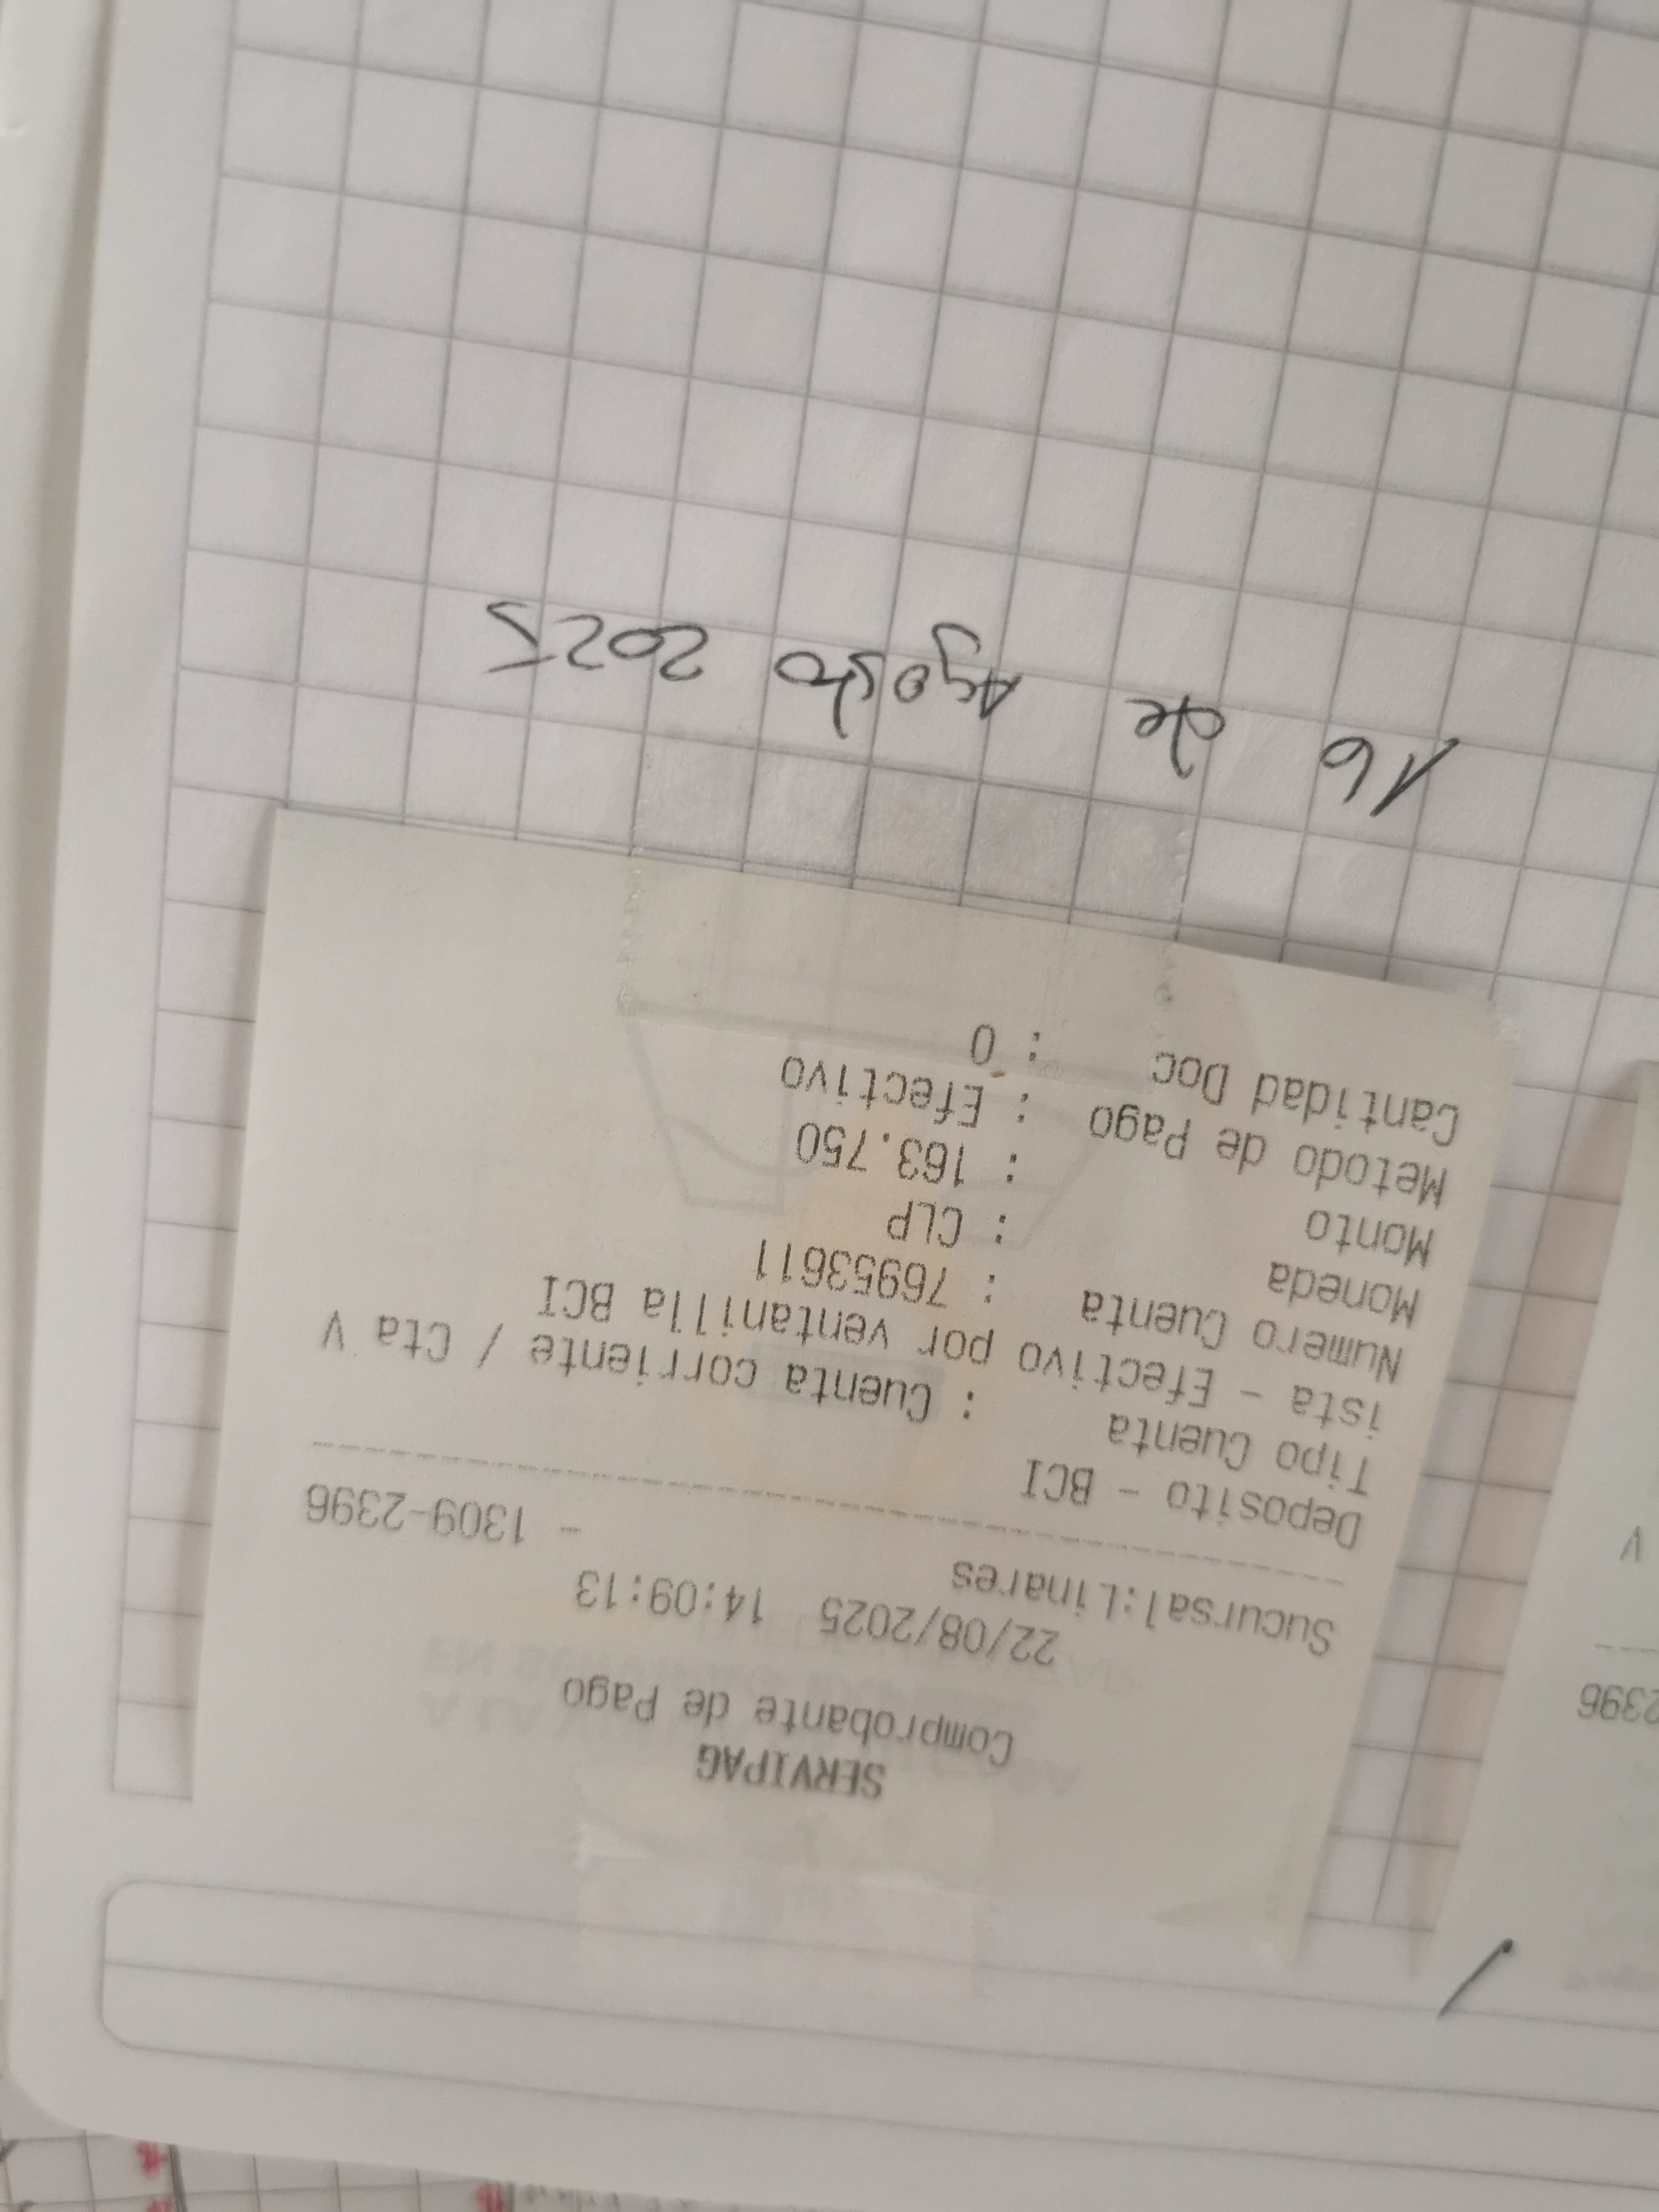 SERVIPAG
Comprobante de Pago
22/08/2025 14:09:13
Sucursal:Linares - 1309-2396
Deposito - BCI
Tipo Cuenta : Cuenta corriente / Cta V
ista - Efectivo por ventanilla BCI
Numero Cuenta : 76953611
Moneda : CLP
Monto : 163.750
Metodo de Pago : Efectivo
Cantidad Doc : 0
16 de Agosto 2025
2396
V